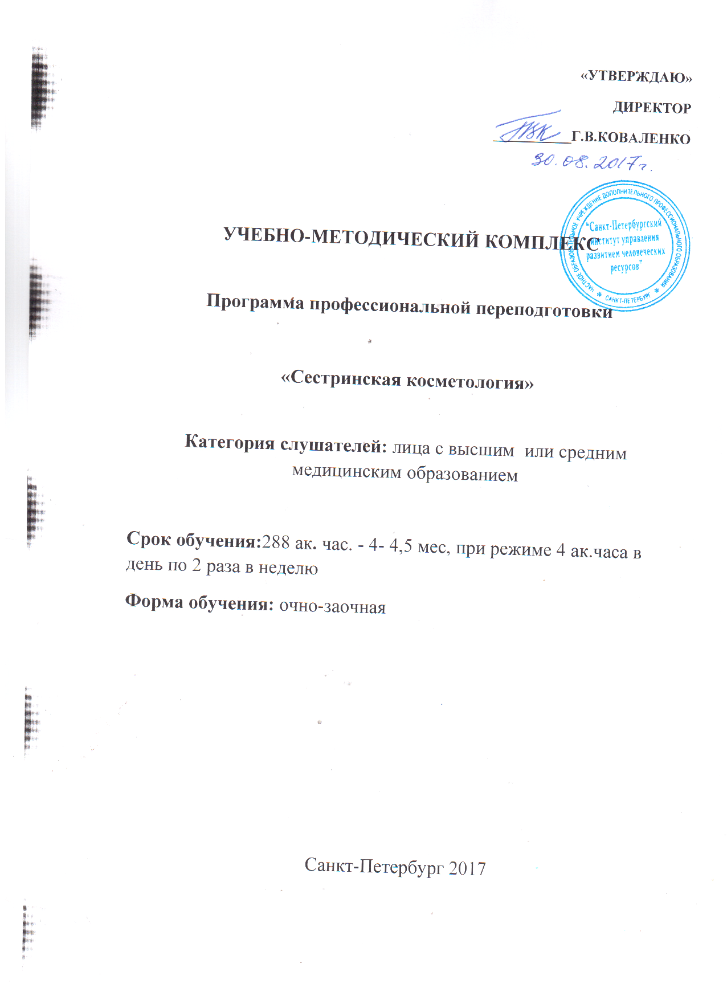 «УТВЕРЖДАЮ»
ДИРЕКТОР
Г.В.КОВАЛЕНКО
30.08.2017г.
УЧЕБНО-МЕТОДИЧЕСКИЙ КОМПЛЕКС
ЧАСТНОЕ ОБРАЗОВАТЕЛЬНОЕ УЧРЕЖДЕНИЕ ДОПОЛНИТЕЛЬНОГО ПРОФЕССИОНАЛЬНОГО ОБРАЗОВАНИЯ
"Санкт-Петербургский
институт управления
развитием человеческих
ресурсов"
* САНКТ-ПЕТЕРБУРГ *
Программа профессиональной переподготовки
«Сестринская косметология»
Категория слушателей: лица с высшим или средним
медицинским образованием
Срок обучения:288 ак. час. - 4- 4,5 мес, при режиме 4 ак.часа в
день по 2 раза в неделю
Форма обучения: очно-заочная
Санкт-Петербург 2017